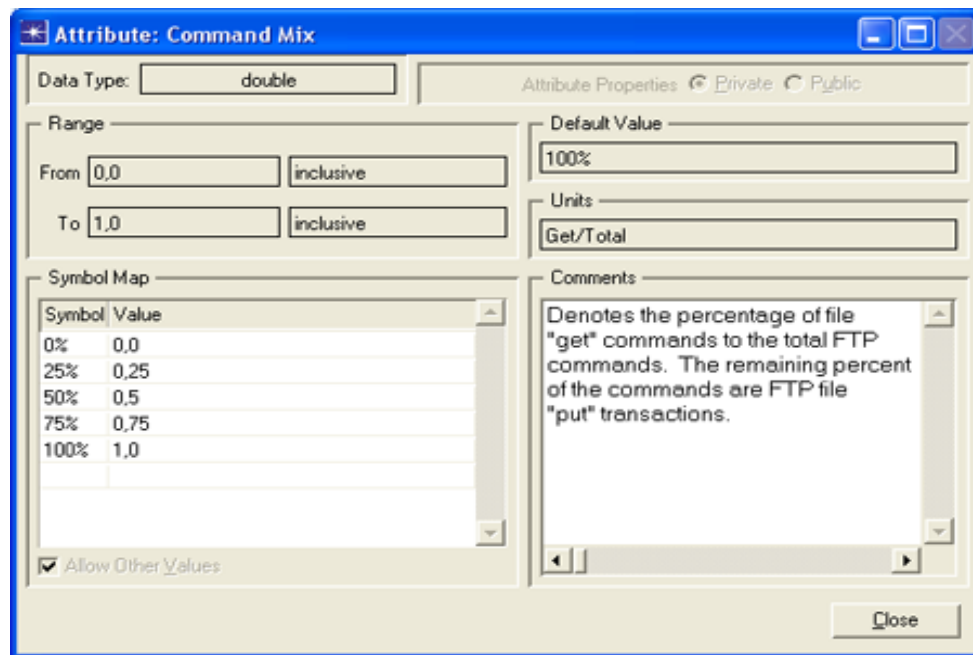 Attribute: Command Mix
Data Type: double
Attribute Properties Private Public
Range
From 0,0 inclusive
To 1,0 inclusive
Default Value
100%
Units
Get/Total
Symbol Map
Symbol Value
0% 0,0
25% 0,25
50% 0,5
75% 0,75
100% 1,0
Allow Other Values
Comments
Denotes the percentage of file
"get" commands to the total FTP
commands. The remaining percent
of the commands are FTP file
"put" transactions.
Close